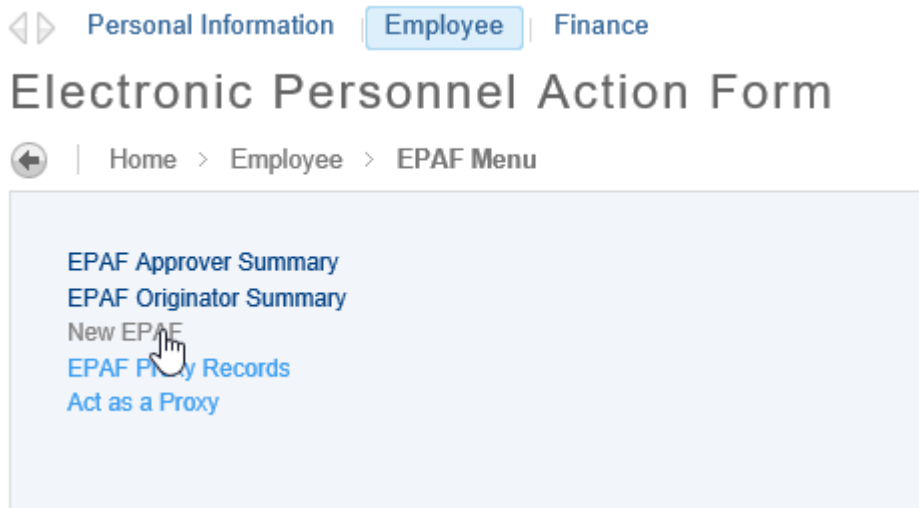 Personal Information | Employee | Finance
Electronic Personnel Action Form
Home > Employee > EPAF Menu
EPAF Approver Summary
EPAF Originator Summary
New EPAF
EPAF Proxy Records
Act as a Proxy